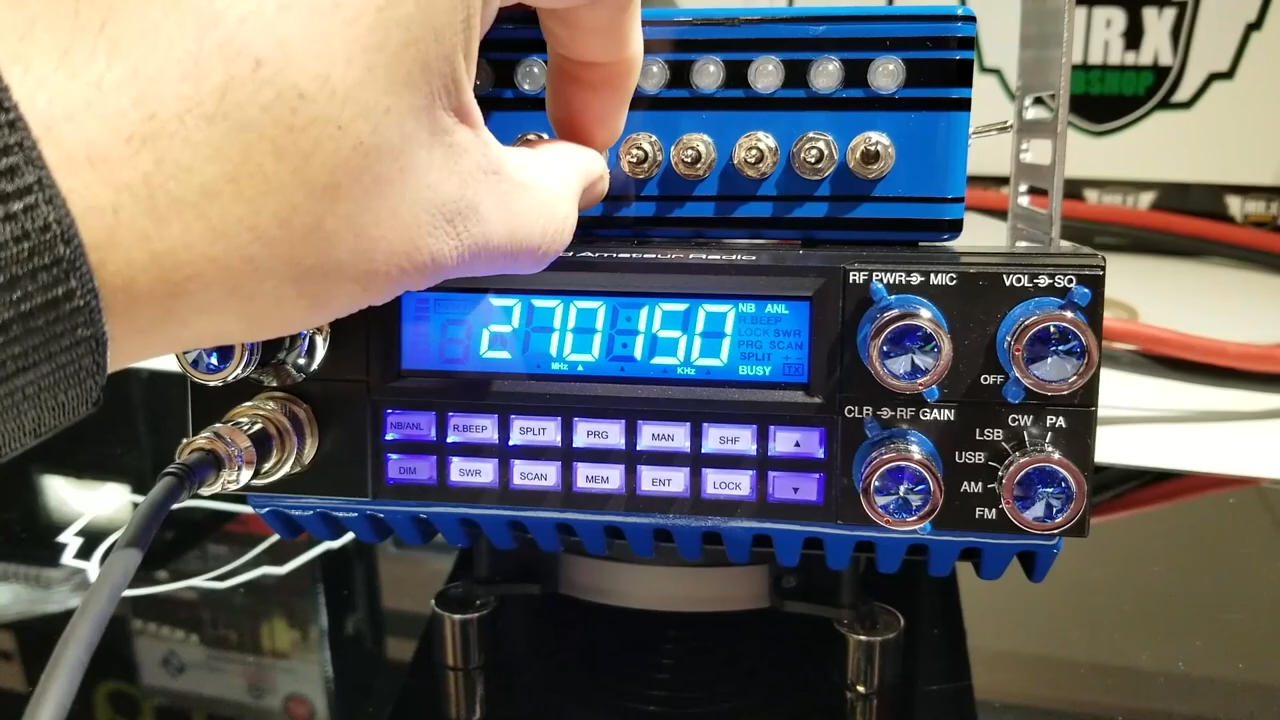 MR.X
WEBSHOP
d Amateur Radio
RF PWR MIC
VOL SQ
270150
NB ANL
R.BEEP
LOCK SWR
PRG SCAN
SPLIT + -
BUSY TX
MHz
KHz
OFF
CLR RF GAIN
CW PA
LSB
USB
AM
FM
NB/ANL R.BEEP SPLIT PRG MAN SHF ▲
DIM SWR SCAN MEM ENT LOCK ▼